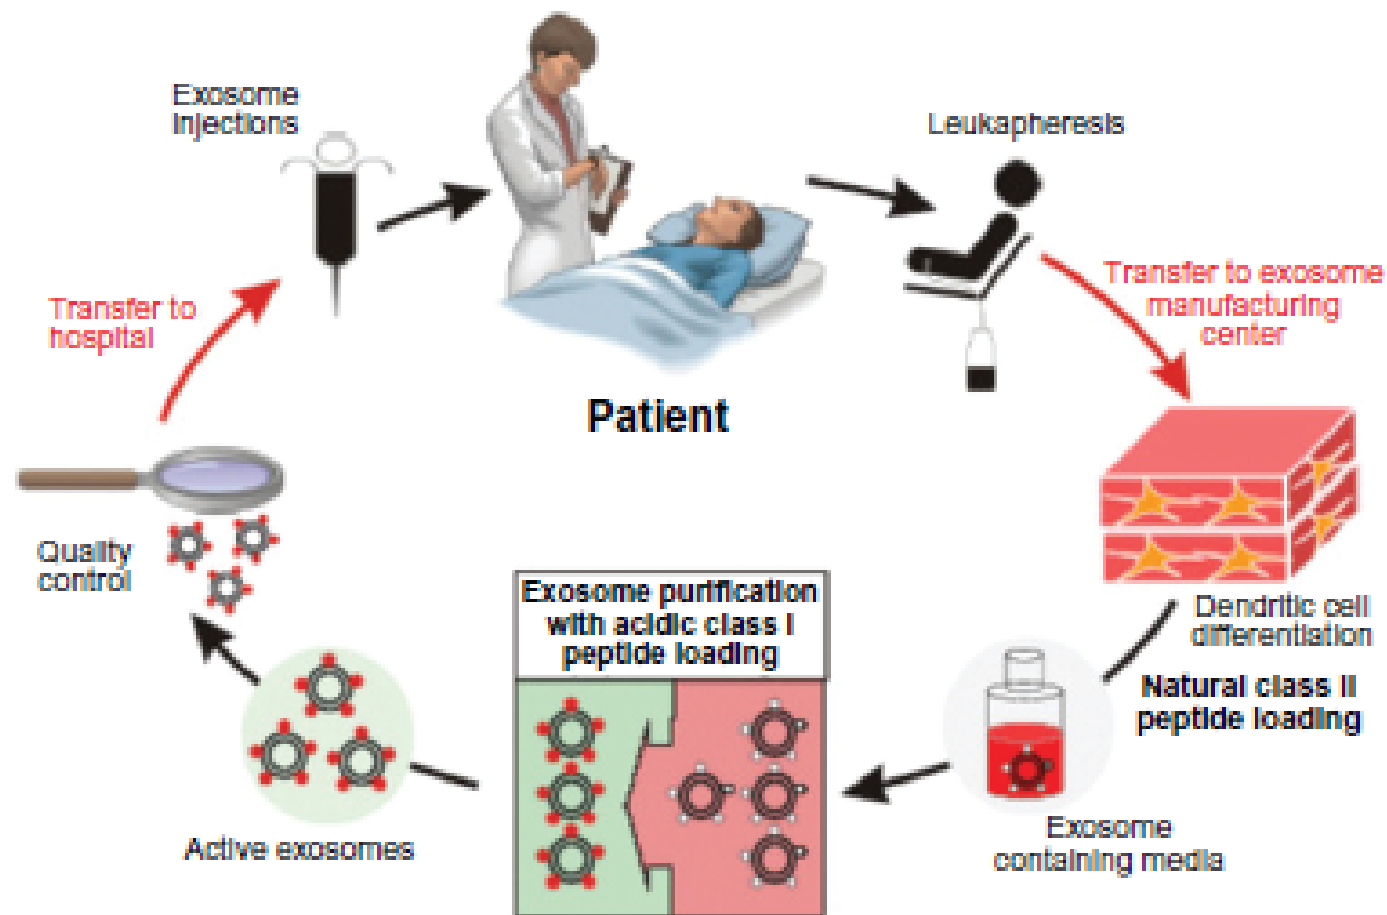 Exosome
injections
Leukapheresis
Transfer to exosome
manufacturing
center
Transfer to
hospital
Patient
Quality
control
Exosome purification
with acidic class I
peptide loading
Dendritic cell
differentiation
Natural class II
peptide loading
Active exosomes
Exosome
containing media